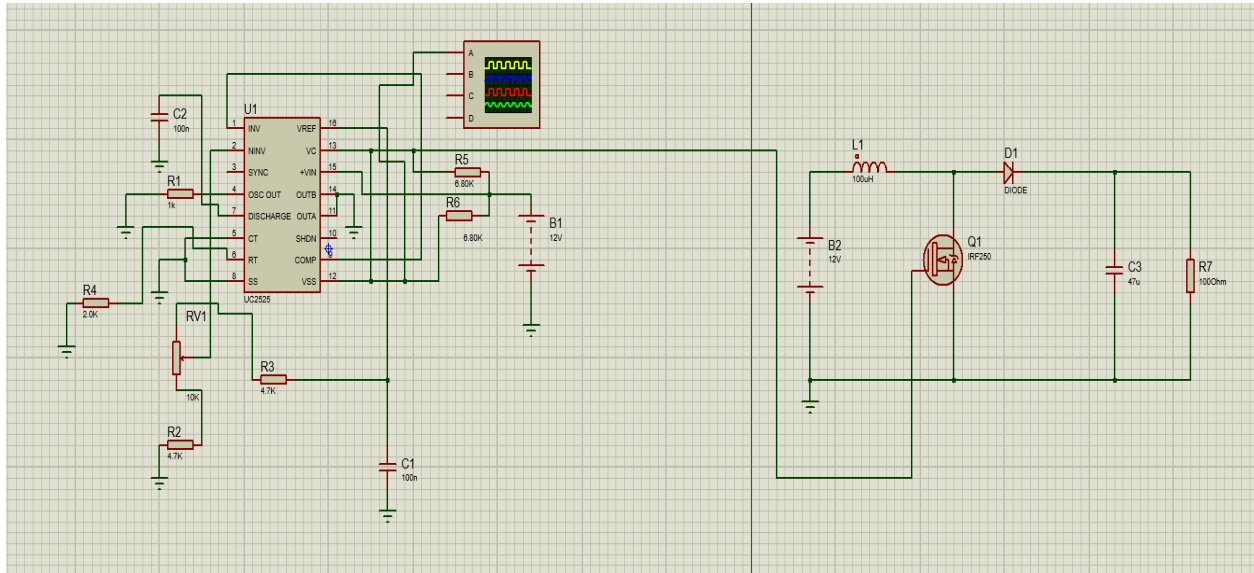 A
B
C
D
C2
100n
U1
1 INV VREF 16
2 NINV VC 13
3 SYNC +VIN 15
4 OSC OUT OUTB 14
7 DISCHARGE OUTA 11
5 CT SHDN 10
6 RT COMP 9
8 SS VSS 12
UC2525
R1
1k
R4
2.0K
RV1
10K
R3
4.7K
R2
4.7K
C1
100n
R5
6.80K
R6
6.80K
B1
12V
L1
100uH
D1
DIODE
B2
12V
Q1
IRF250
C3
47u
R7
100Ohm